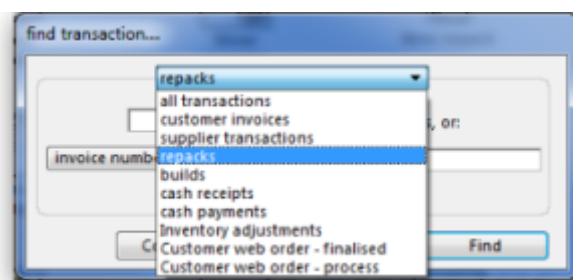 find transaction...
repacks
all transactions
customer invoices
supplier transactions
, or:
repacks
invoice numb
builds
cash receipts
cash payments
Inventory adjustments
Customer web order - finalised
Find
Customer web order - process